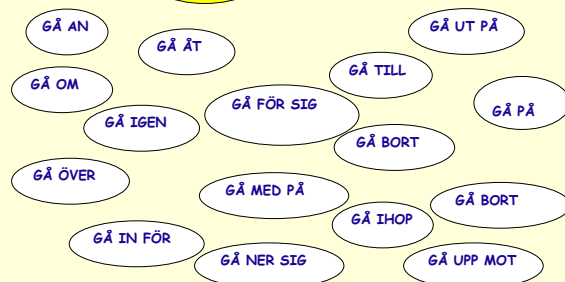 GÅ AN
GÅ UT PÅ
GÅ ÅT
GÅ TILL
GÅ OM
GÅ FÖR SIG
GÅ PÅ
GÅ IGEN
GÅ BORT
GÅ ÖVER
GÅ MED PÅ
GÅ BORT
GÅ IHOP
GÅ IN FÖR
GÅ NER SIG
GÅ UPP MOT